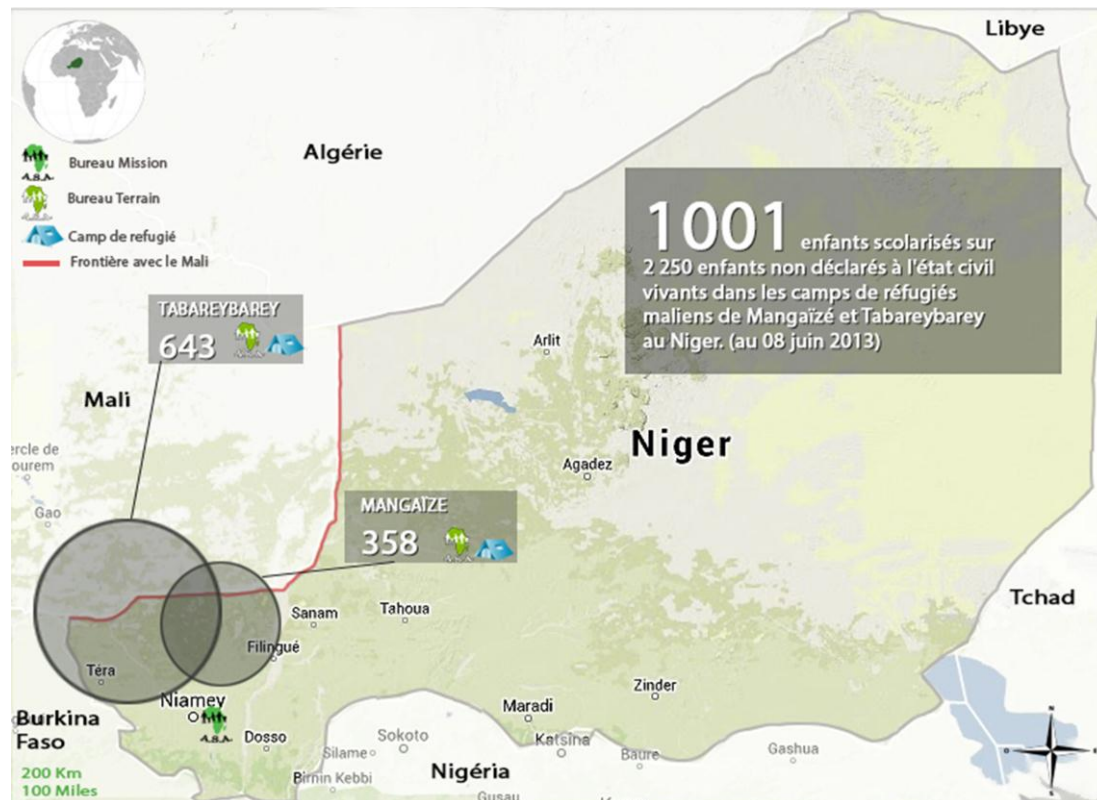 Libye
Algérie
Bureau Mission
A.S.A.
Bureau Terrain
Camp de refugié
Frontière avec le Mali
1001 enfants scolarisés sur
2 250 enfants non déclarés à l'état civil
vivants dans les camps de réfugiés
maliens de Mangaïzé et Tabareybarey
au Niger. (au 08 juin 2013)
TABAREYBAREY
643
Arlit
Mali
Niger
ercle de
ourem
Agadez
Gao
MANGAÏZE
358
Tchad
Sanam
Tahoua
Filingué
Téra
Zinder
Niamey
A.S.A.
Maradi
Burkina
Faso
Dosso
Sokoto
Silame
Katsina
Baure
Gashua
Nigéria
Birnin Kebbi
200 Km
100 Miles
Gusau
N